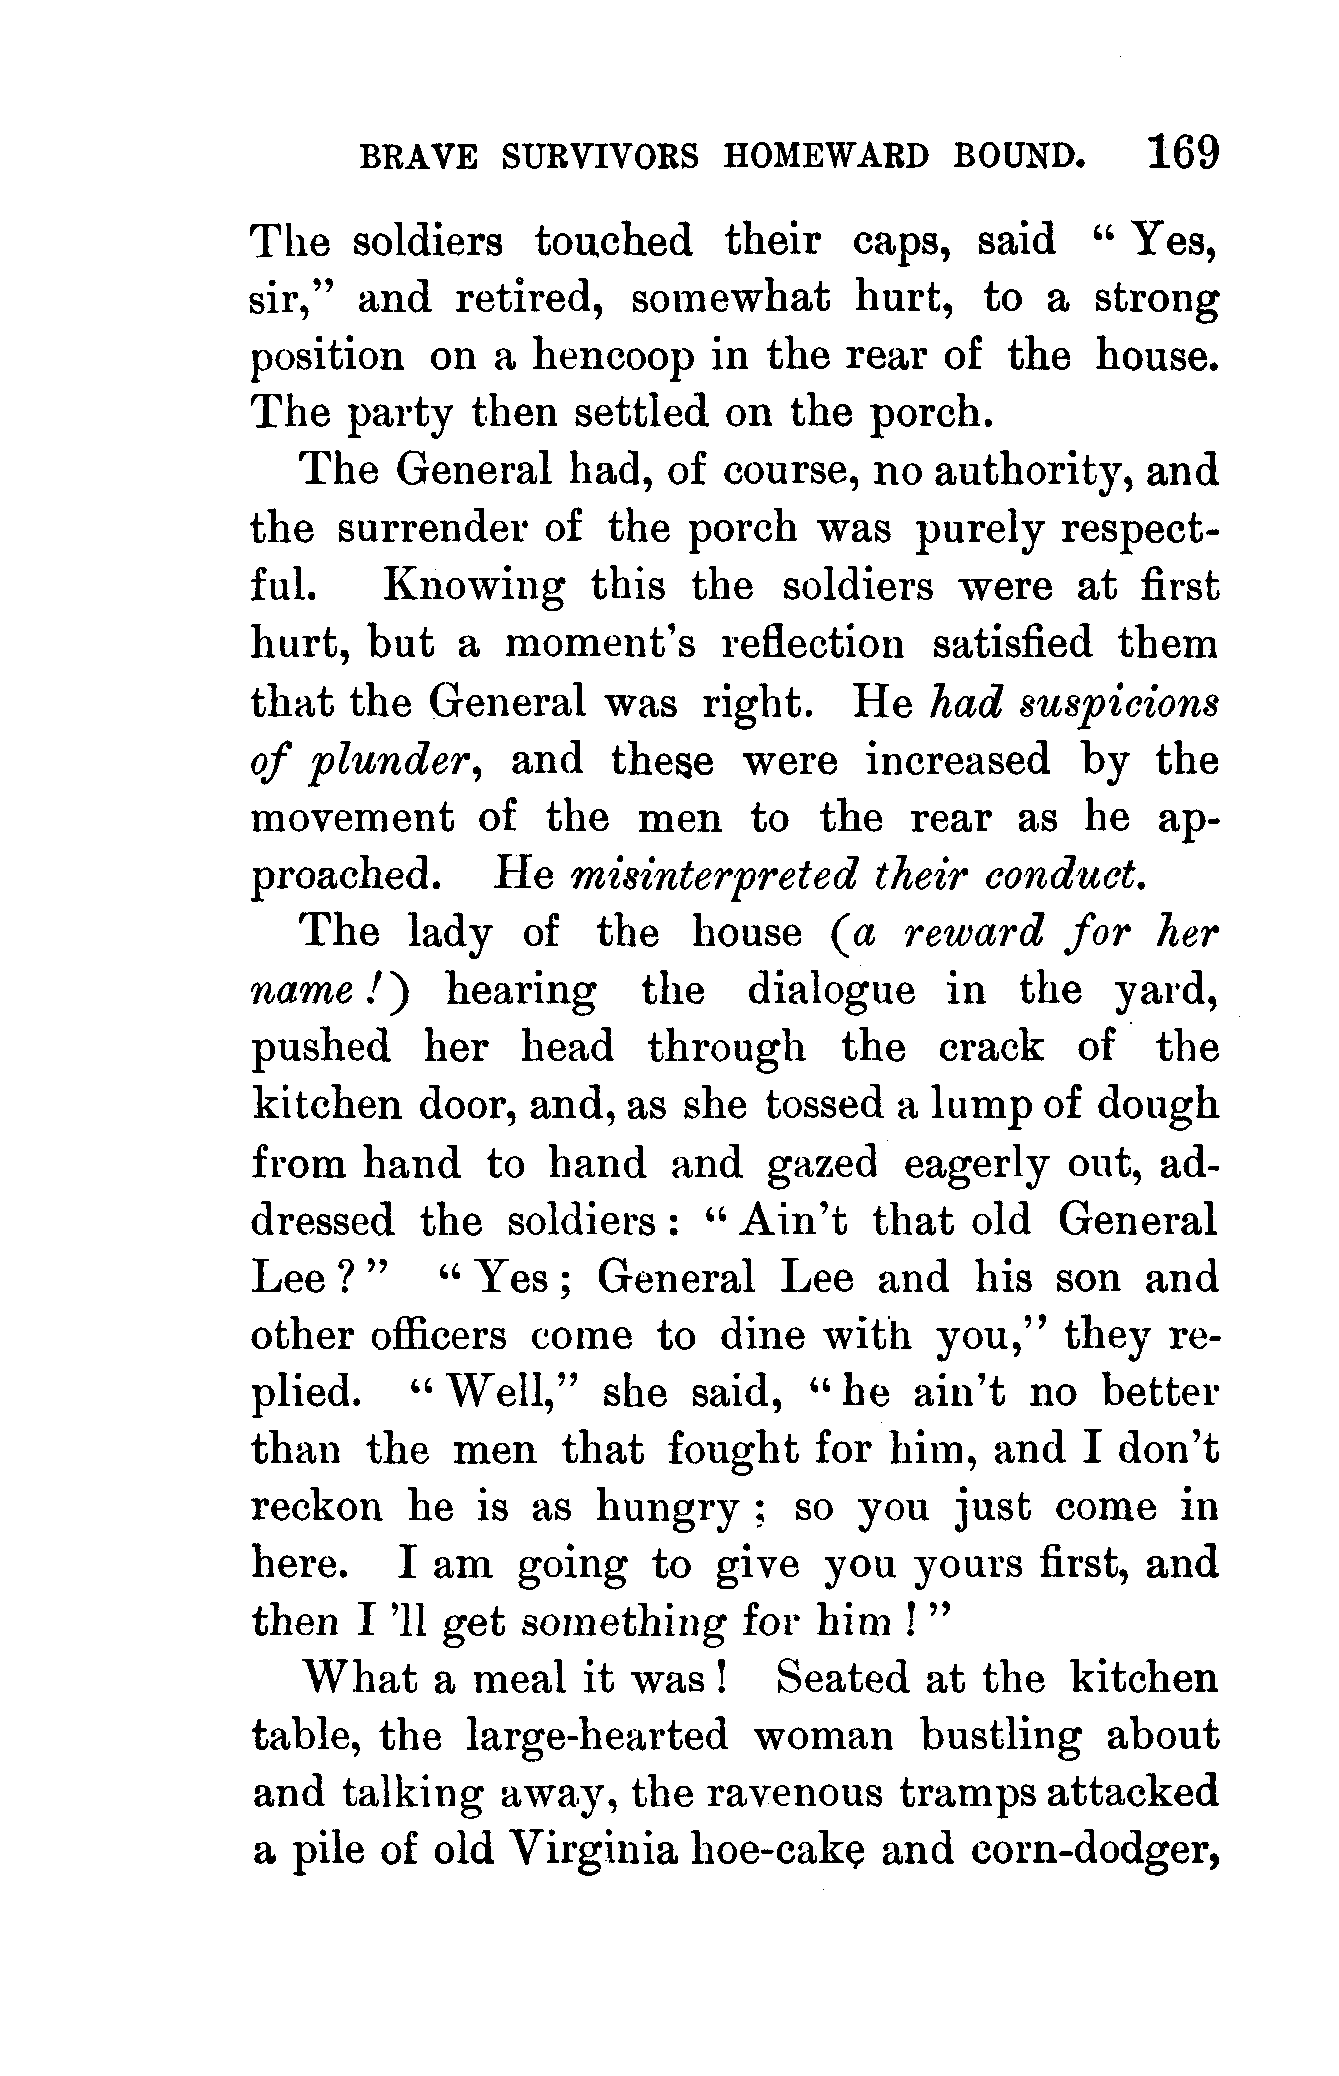 BRAVE SURVIVORS HOMEWARD BOUND. 169
The soldiers touched their caps, said “ Yes,
sir,” and retired, somewhat hurt, to a strong
position on a hencoop in the rear of the house.
The party then settled on the porch.
The General had, of course, no authority, and
the surrender of the porch was purely respect-
ful. Knowing this the soldiers were at first
hurt, but a moment’s reflection satisfied them
that the General was right. He had suspicions
of plunder, and these were increased by the
movement of the men to the rear as he ap-
proached. He misinterpreted their conduct.
The lady of the house (a reward for her
name !) hearing the dialogue in the yard,
pushed her head through the crack of the
kitchen door, and, as she tossed a lump of dough
from hand to hand and gazed eagerly out, ad-
dressed the soldiers : “ Ain’t that old General
Lee ? ” “ Yes ; General Lee and his son and
other officers come to dine with you,” they re-
plied. “ Well,” she said, “ he ain’t no better
than the men that fought for him, and I don’t
reckon he is as hungry ; so you just come in
here. I am going to give you yours first, and
then I ’ll get something for him ! ”
What a meal it was ! Seated at the kitchen
table, the large-hearted woman bustling about
and talking away, the ravenous tramps attacked
a pile of old Virginia hoe-cake and corn-dodger,